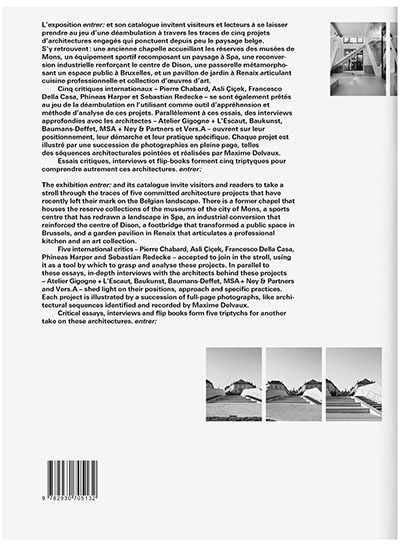 L'exposition entrer: et son catalogue invitent visiteurs et lecteurs à se laisser
prendre au jeu d'une déambulation à travers les traces de cinq projets
d'architectures engagés qui ponctuent depuis peu le paysage belge.
S'y retrouvent : une ancienne chapelle accueillant les réserves des musées de
Mons, un équipement sportif recomposant un paysage à Spa, une reconver-
sion industrielle renforçant le centre de Dison, une passerelle métamorpho-
sant un espace public à Bruxelles, et un pavillon de jardin à Renaix articulant
cuisine professionnelle et collection d'œuvres d'art.
Cinq critiques internationaux – Pierre Chabard, Asli Çiçek, Francesco
Della Casa, Phineas Harper et Sebastian Redecke – se sont également prêtés
au jeu de la déambulation en l'utilisant comme outil d'appréhension et
méthode d'analyse de ces projets. Parallèlement à ces essais, des interviews
approfondies avec les architectes – Atelier Gigogne + L'Escaut, Baukunst,
Baumans-Deffet, MSA + Ney & Partners et Vers.A – ouvrent sur leur
positionnement, leur démarche et leur pratique spécifique. Chaque projet est
illustré par une succession de photographies en pleine page, telles
des séquences architecturales pointées et réalisées par Maxime Delvaux.
Essais critiques, interviews et flip-books forment cinq triptyques pour
comprendre autrement ces architectures. entrer:
The exhibition entrer: and its catalogue invite visitors and readers to take a
stroll through the traces of five committed architecture projects that have
recently left their mark on the Belgian landscape. There is a former chapel that
houses the reserve collections of the museums of the city of Mons, a sports
centre that has redrawn a landscape in Spa, an industrial conversion that
reinforced the centre of Dison, a footbridge that transformed a public space in
Brussels, and a garden pavilion in Renaix that articulates a professional
kitchen and an art collection.
Five international critics – Pierre Chabard, Asli Çiçek, Francesco Della Casa,
Phineas Harper and Sebastian Redecke – accepted to join in the stroll, using
it as a tool by which to grasp and analyse these projects. In parallel to
these essays, in-depth interviews with the architects behind these projects
– Atelier Gigogne + L'Escaut, Baukunst, Baumans-Deffet, MSA + Ney & Partners
and Vers.A – shed light on their positions, approach and specific practices.
Each project is illustrated by a succession of full-page photographs, like archi-
tectural sequences identified and recorded by Maxime Delvaux.
Critical essays, interviews and flip books form five triptychs for another
take on these architectures. entrer:
9 782930 705132